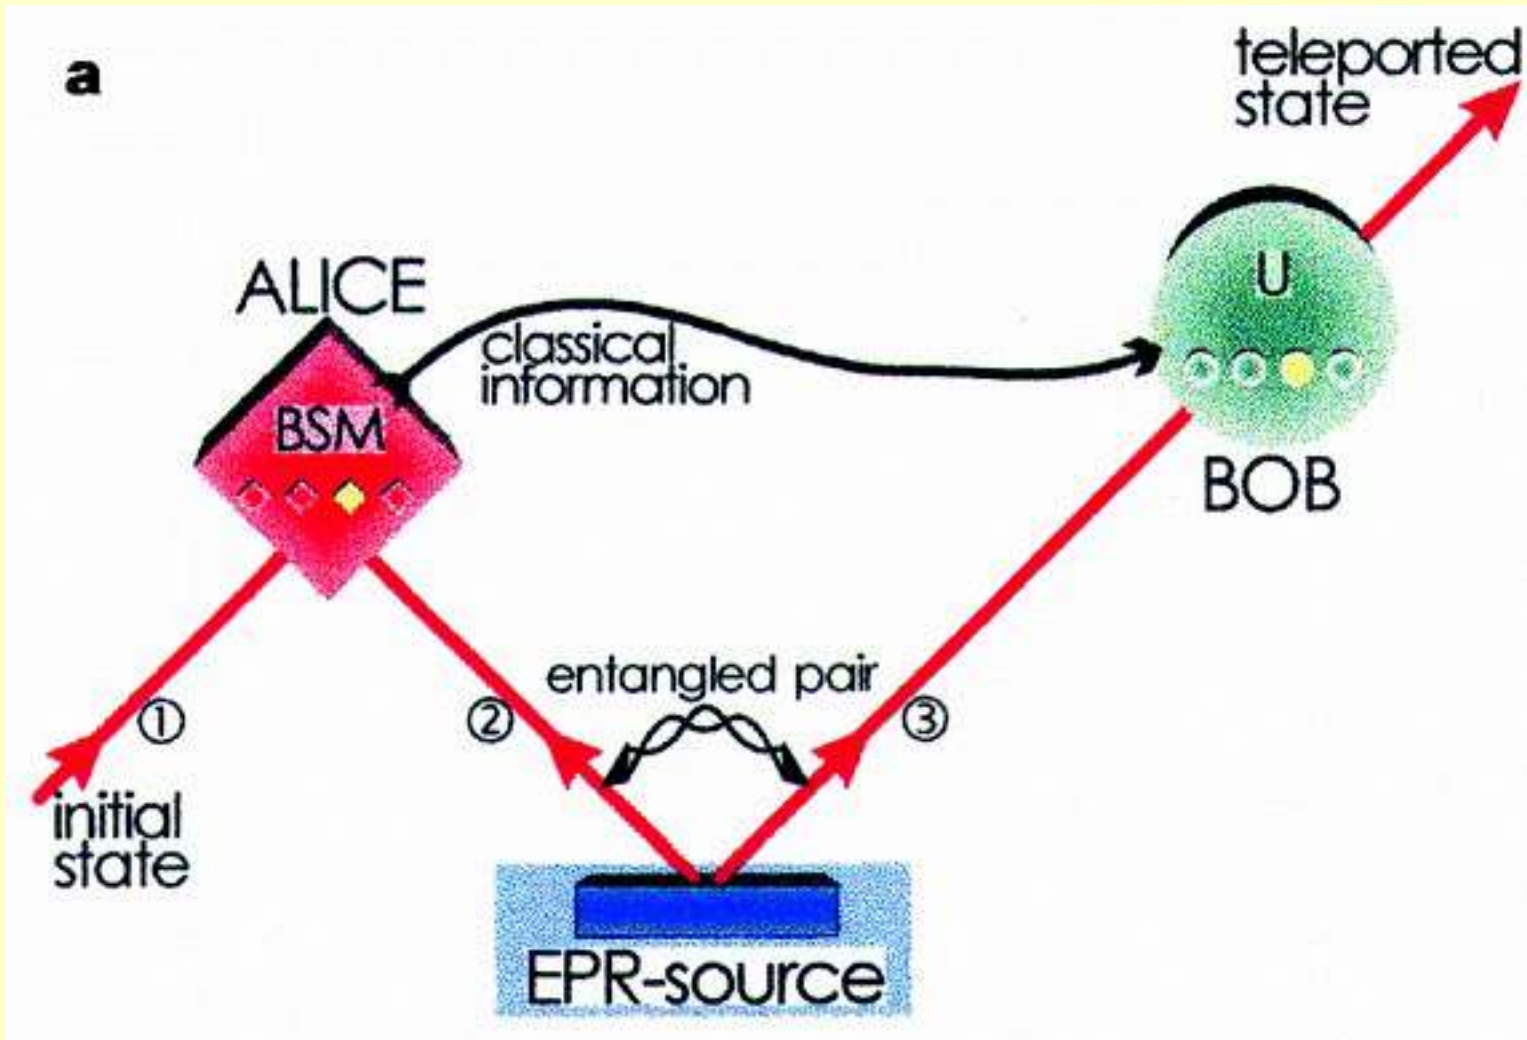 a
teleported
state
ALICE
U
classical
information
BSM
BOB
entangled pair
①
②
③
initial
state
EPR-source